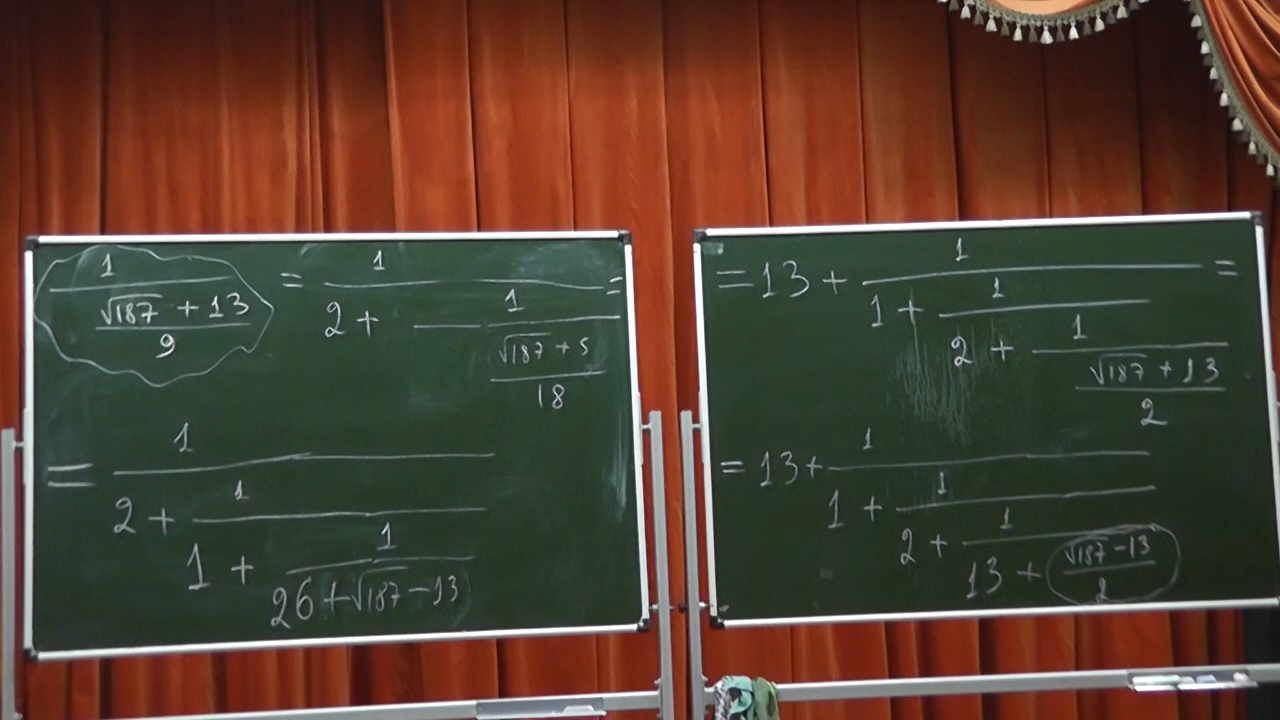 1/((√187 + 13)/9) = 1/(2 + 1/((√187 + 5)/18)) =
= 1/(2 + 1/(1 + 1/(26 + √187 - 13)))
= 13 + 1/(1 + 1/(2 + 1/((√187 + 13)/2))) =
= 13 + 1/(1 + 1/(2 + 1/(13 + (√187 - 13)/2)))